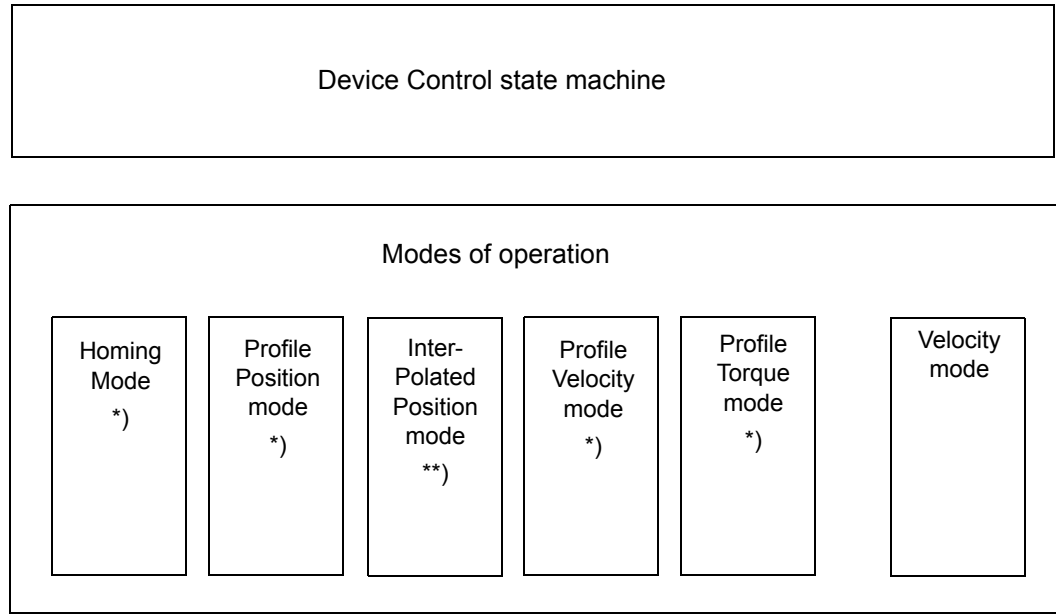 Device Control state machine
Modes of operation
Homing
Mode
*)
Profile
Position
mode
*)
Inter-
Polated
Position
mode
**)
Profile
Velocity
mode
*)
Profile
Torque
mode
*)
Velocity
mode